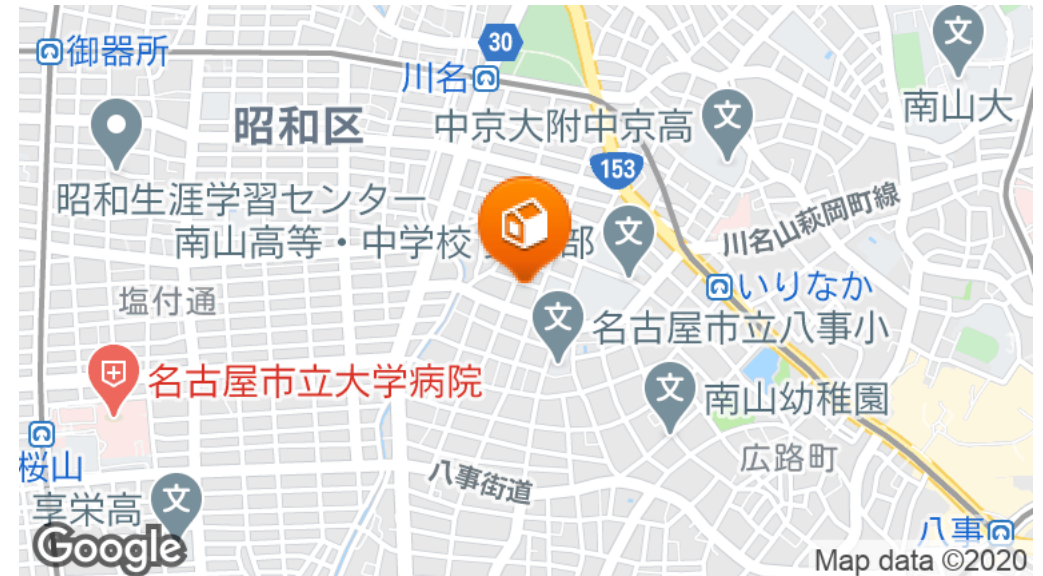 御器所
30
川名
昭和区
中京大附中京高
南山大
153
昭和生涯学習センター
川名山萩岡町線
南山高等・中学校
部
塩付通
いりなか
名古屋市立八事小
名古屋市立大学病院
南山幼稚園
桜山
八事街道
広路町
享栄高
八事
Google
Map data ©2020